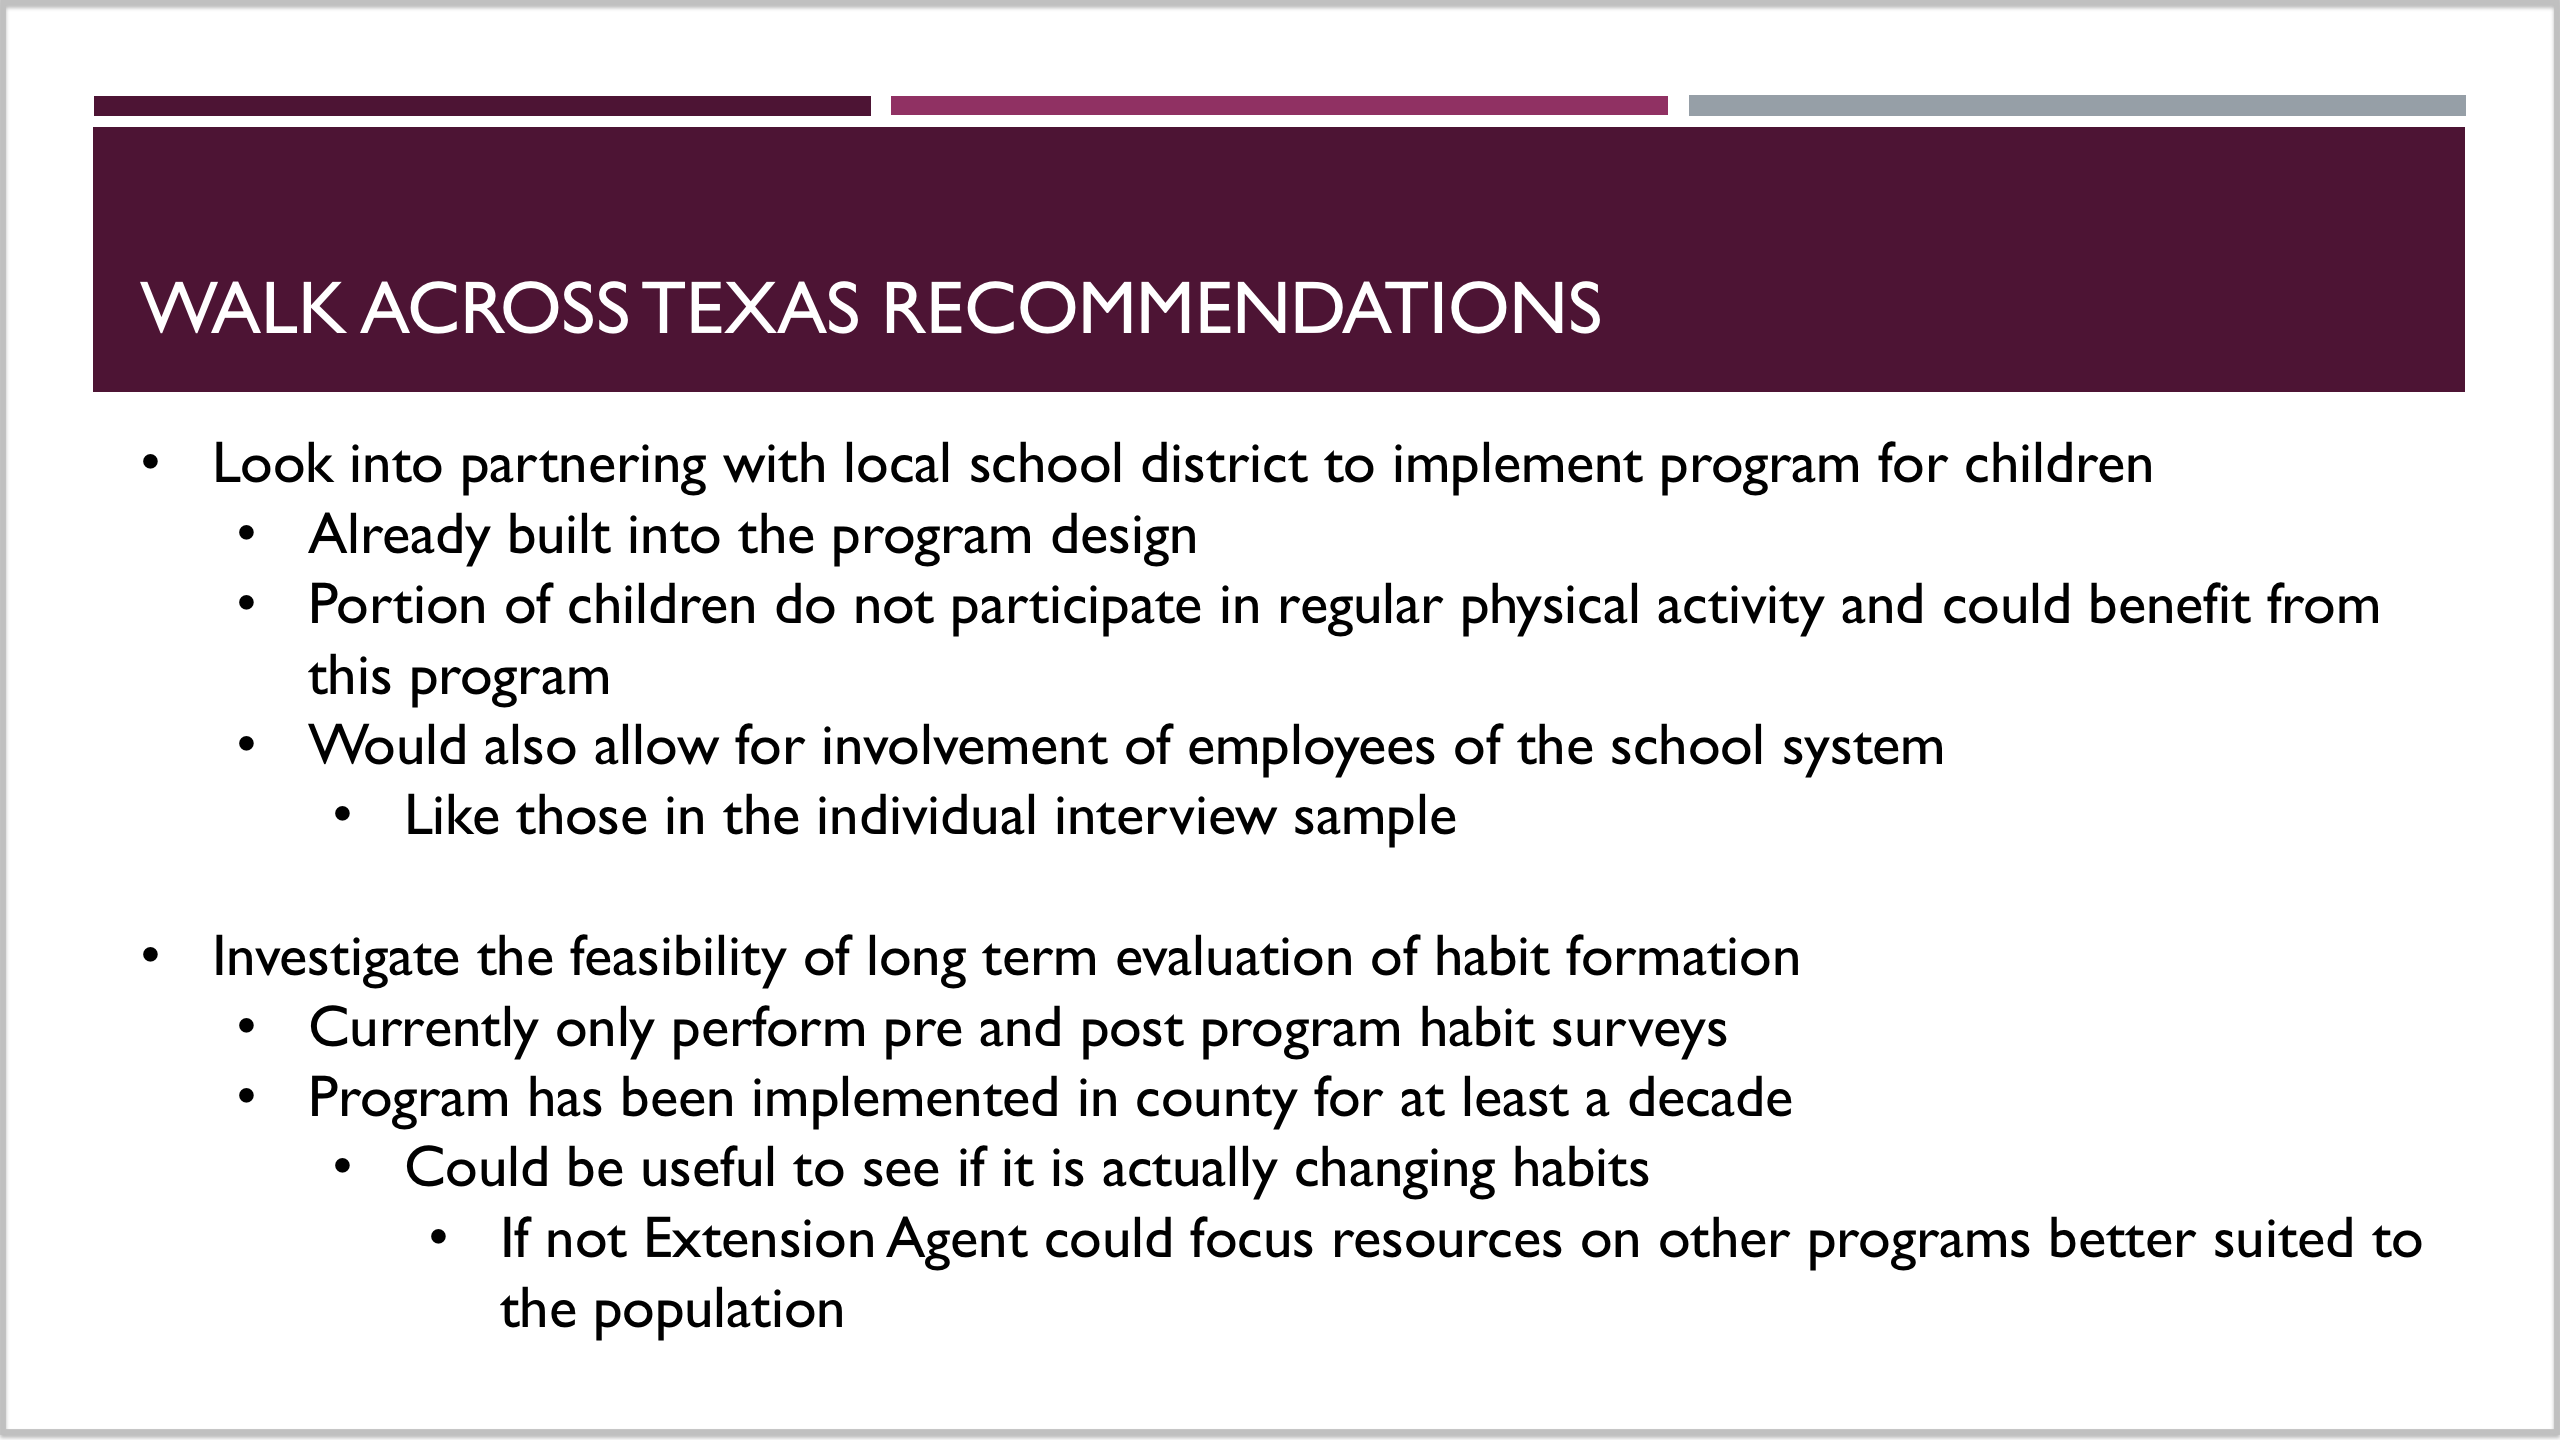 WALK ACROSS TEXAS RECOMMENDATIONS
• Look into partnering with local school district to implement program for children
• Already built into the program design
• Portion of children do not participate in regular physical activity and could benefit from
this program
• Would also allow for involvement of employees of the school system
• Like those in the individual interview sample
• Investigate the feasibility of long term evaluation of habit formation
• Currently only perform pre and post program habit surveys
• Program has been implemented in county for at least a decade
• Could be useful to see if it is actually changing habits
• If not Extension Agent could focus resources on other programs better suited to
the population